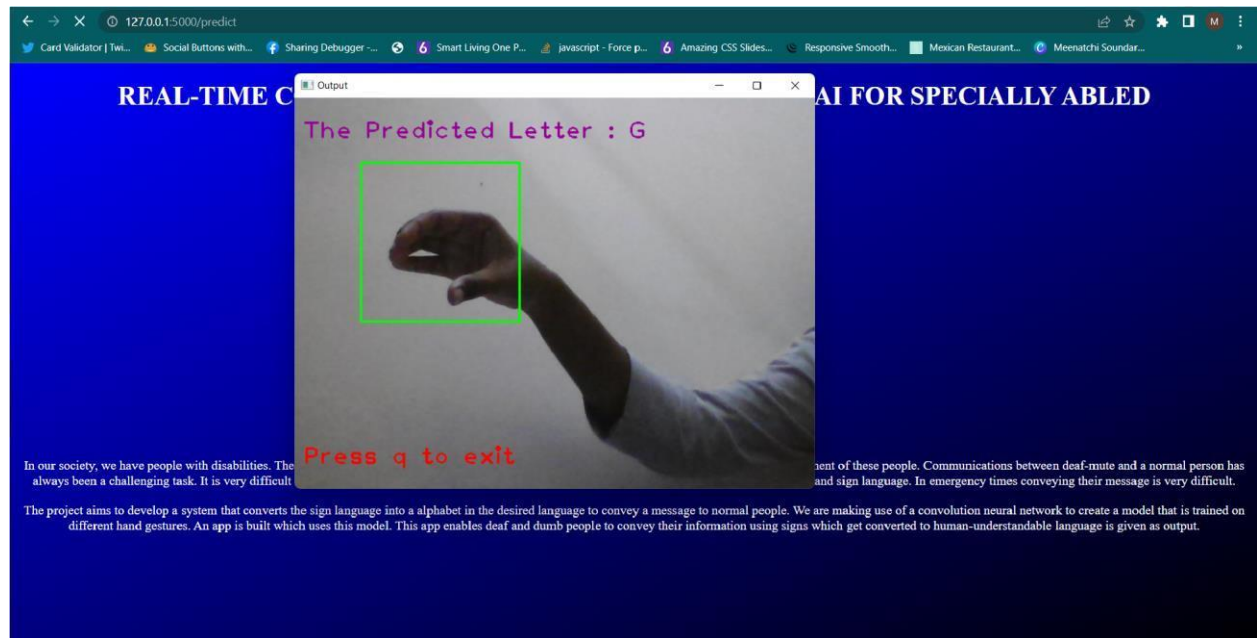 127.0.0.1:5000/predict
M
Card Validator | Twi...
Social Buttons with...
Sharing Debugger -...
Smart Living One P...
javascript - Force p...
Amazing CSS Slides...
Responsive Smooth...
Mexican Restaurant...
Meenatchi Soundar...
»
REAL-TIME C
AI FOR SPECIALLY ABLED
Output
The Predicted Letter : G
Press q to exit
In our society, we have people with disabilities. The
nent of these people. Communications between deaf-mute and a normal person has
always been a challenging task. It is very difficult
and sign language. In emergency times conveying their message is very difficult.
The project aims to develop a system that converts the sign language into a alphabet in the desired language to convey a message to normal people. We are making use of a convolution neural network to create a model that is trained on
different hand gestures. An app is built which uses this model. This app enables deaf and dumb people to convey their information using signs which get converted to human-understandable language is given as output.